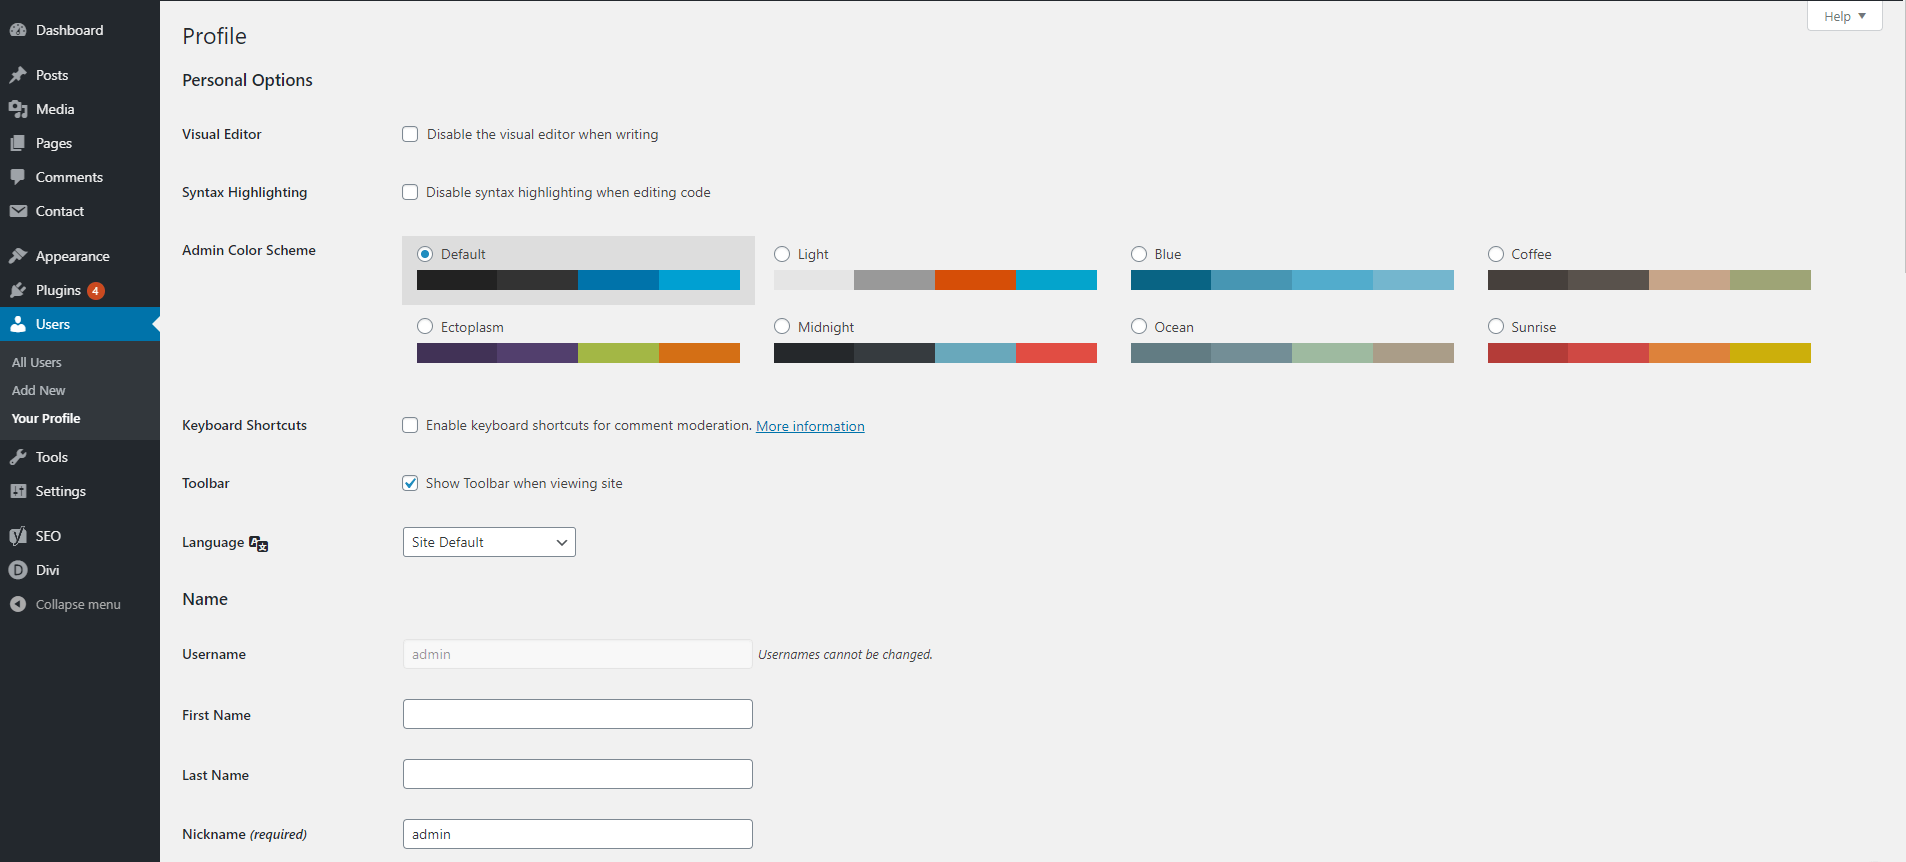 Dashboard
Posts
Media
Pages
Comments
Contact
Appearance
Plugins 4
Users
All Users
Add New
Your Profile
Tools
Settings
SEO
Divi
Collapse menu
Help
Profile
Personal Options
Visual Editor Disable the visual editor when writing
Syntax Highlighting Disable syntax highlighting when editing code
Admin Color Scheme Default Light Blue Coffee
Ectoplasm Midnight Ocean Sunrise
Keyboard Shortcuts Enable keyboard shortcuts for comment moderation. More information
Toolbar Show Toolbar when viewing site
Language Site Default
Name
Username admin Usernames cannot be changed.
First Name
Last Name
Nickname (required) admin